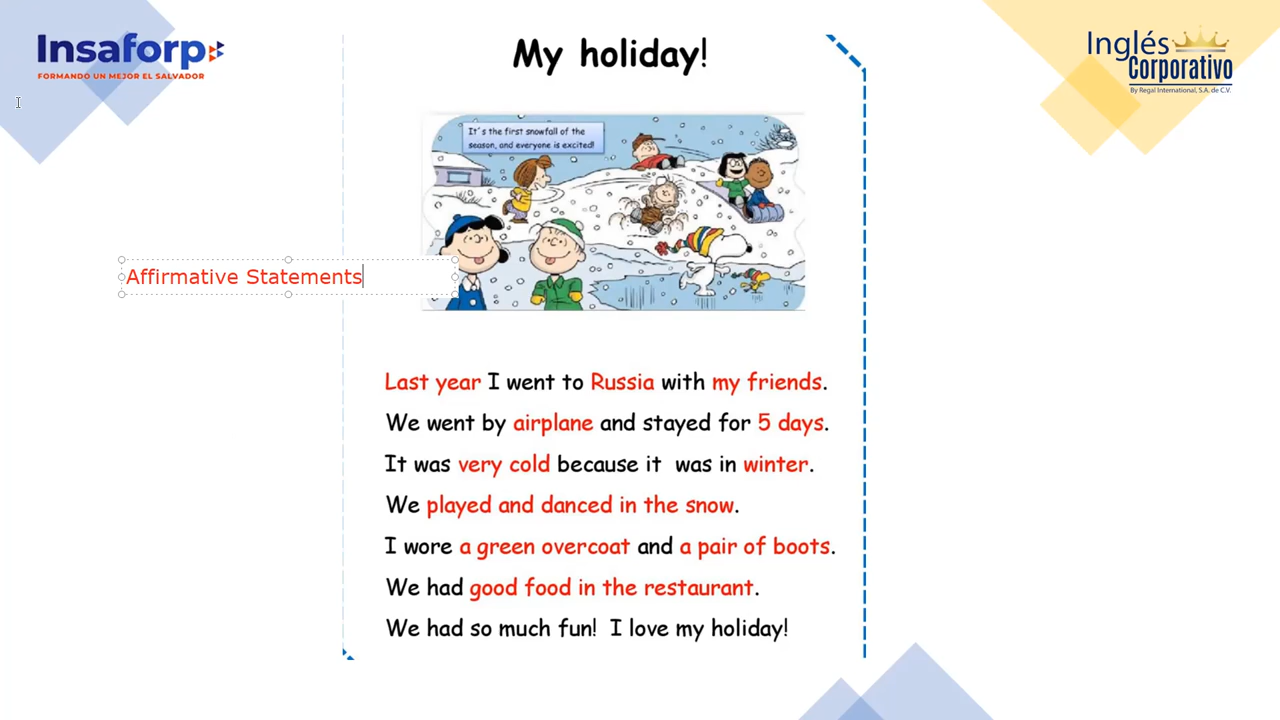 Insaforp
FORMANDO UN MEJOR EL SALVADOR
My holiday!
Inglés
Corporativo
By Regal International, S.A. de C.V.
It´s the first snowfall of the
season, and everyone is excited!
Affirmative Statements
Last year I went to Russia with my friends.
We went by airplane and stayed for 5 days.
It was very cold because it  was in winter.
We played and danced in the snow.
I wore a green overcoat and a pair of boots.
We had good food in the restaurant.
We had so much fun!  I love my holiday!